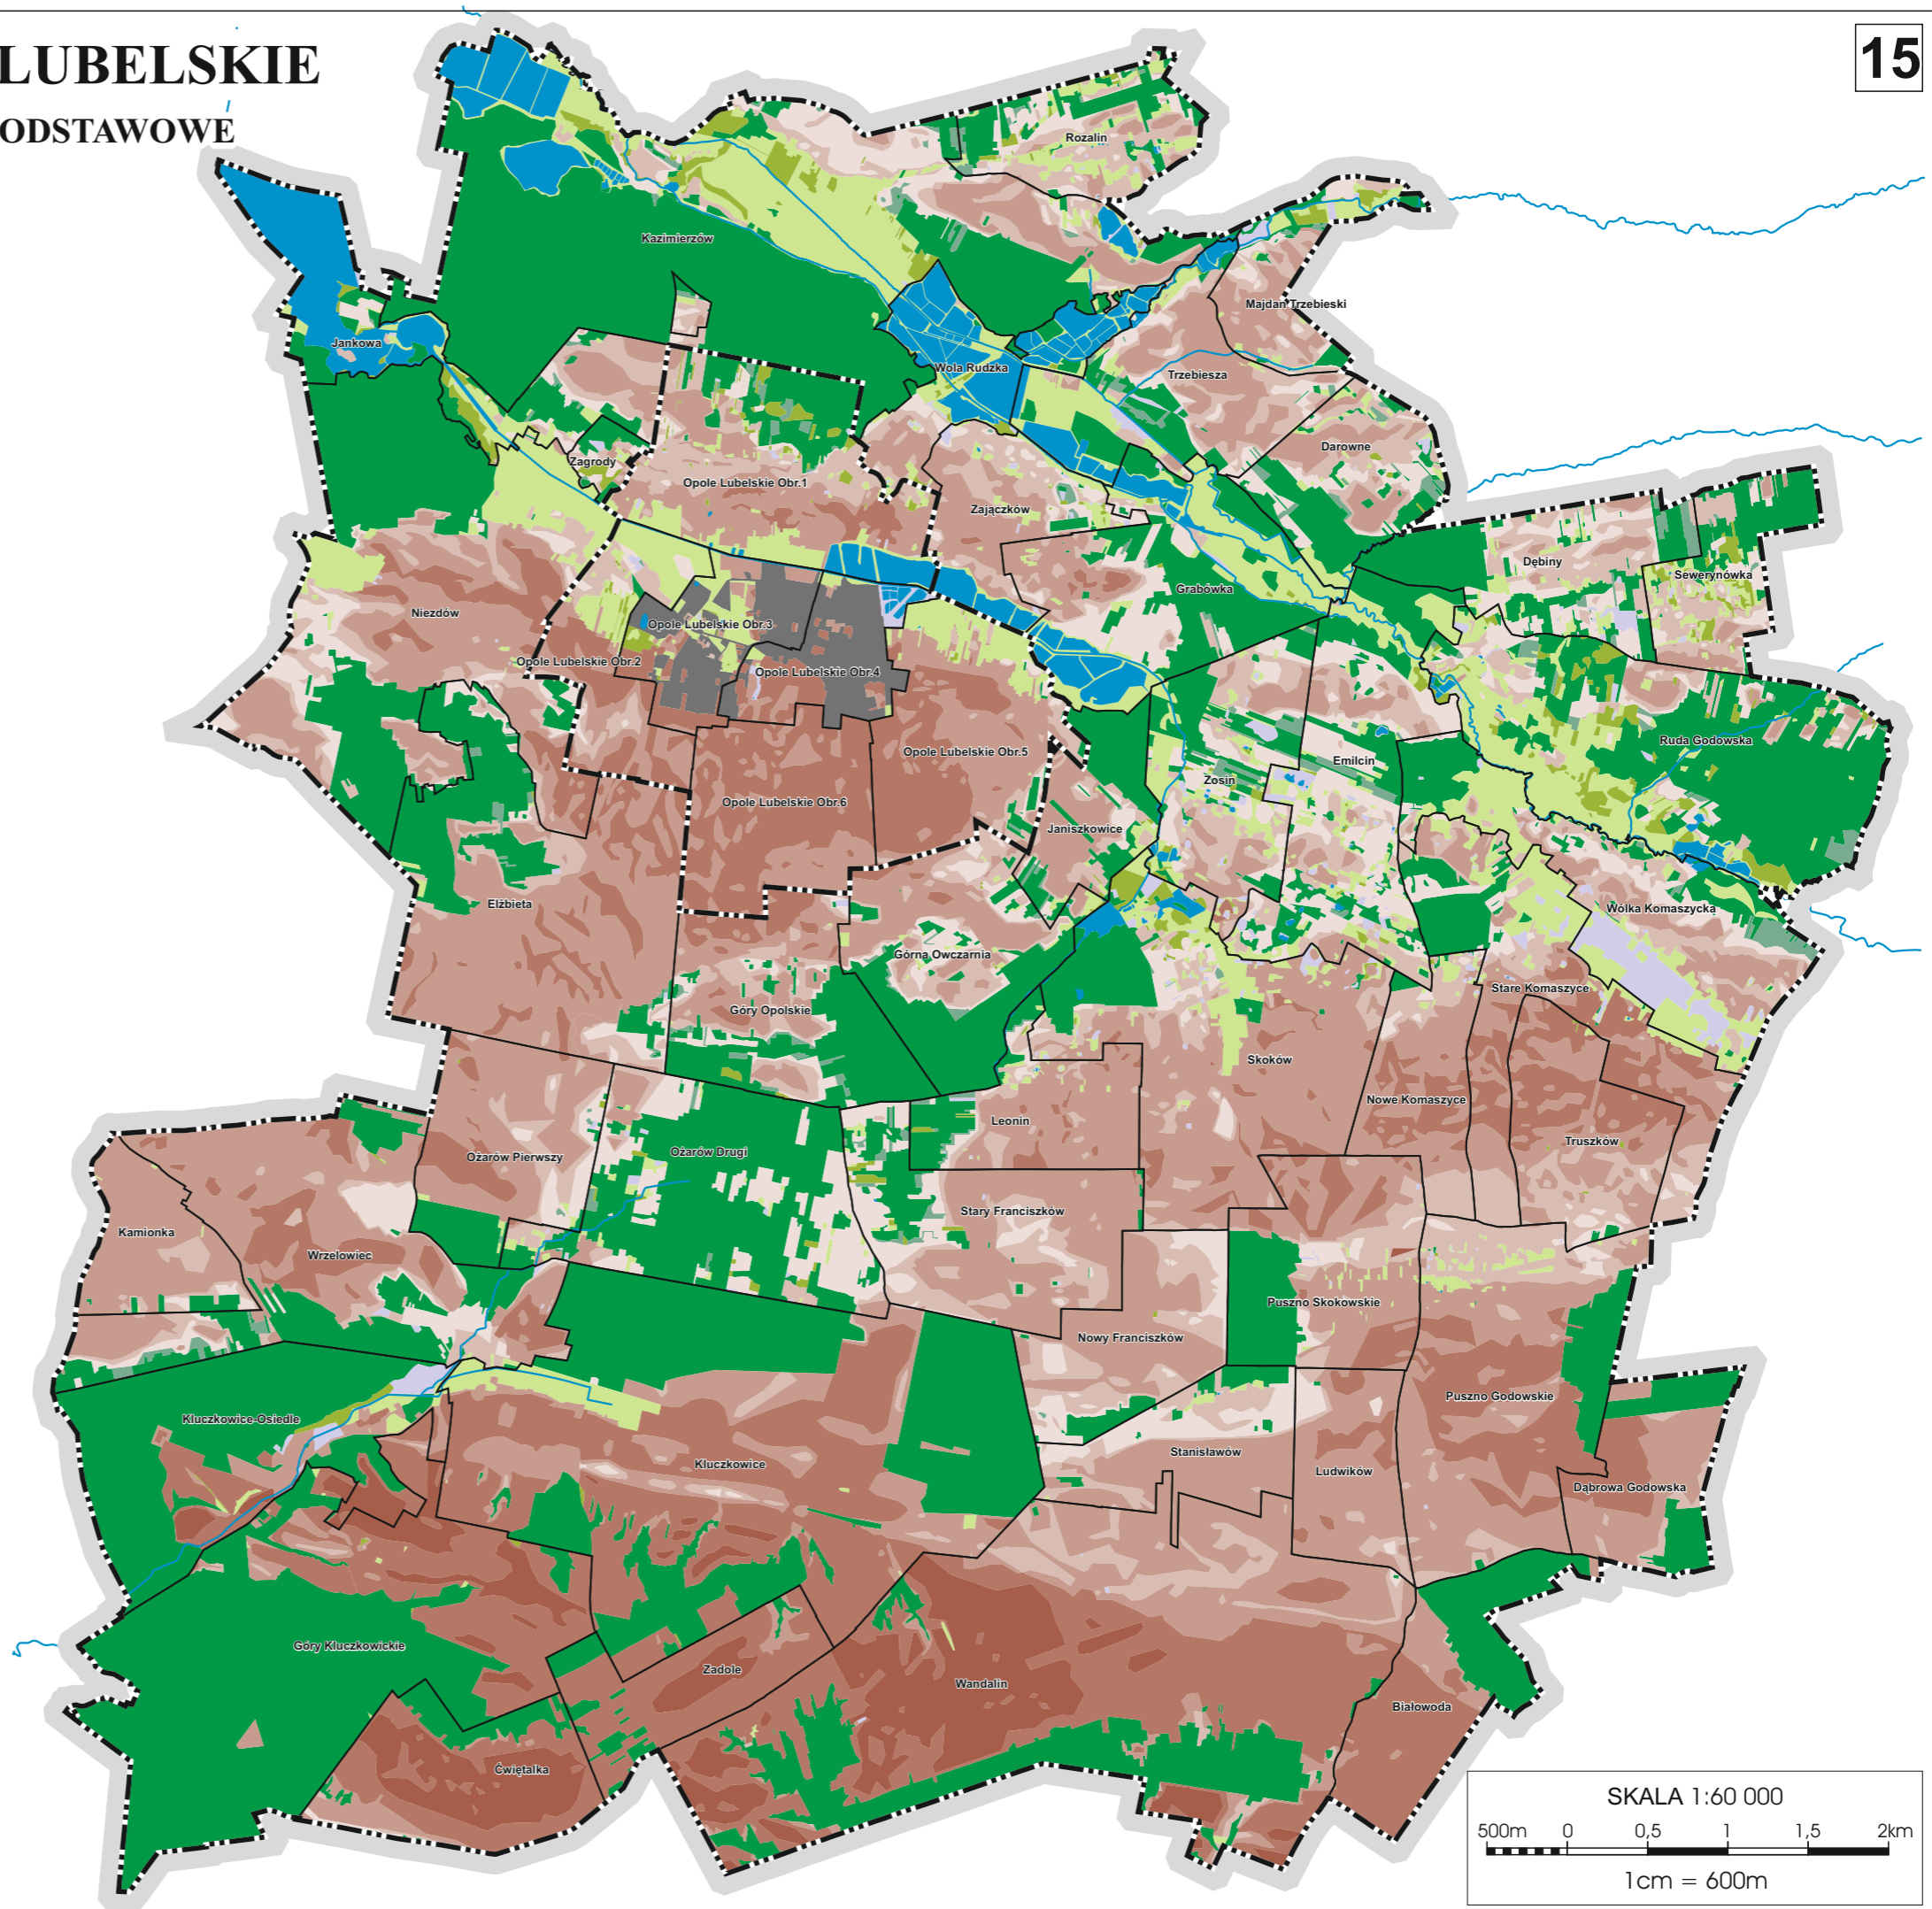 LUBELSKIE
15
ODSTAWOWE
Rozalin
Kazimierzów
Majdan Trzebieski
Jankowa
Wola Rudzka
Trzebiesza
Darowne
Zagrody
Opole Lubelskie Obr.1
Zajączków
Dębiny
Sewerynówka
Grabówka
Niezdów
Opole Lubelskie Obr.3
Opole Lubelskie Obr.2
Opole Lubelskie Obr.4
Ruda Godowska
Opole Lubelskie Obr.5
Emilcin
Zosin
Opole Lubelskie Obr.6
Janiszkowice
Elżbieta
Wólka Komaszycka
Górna Owczarnia
Stare Komaszyce
Góry Opolskie
Skoków
Nowe Komaszyce
Leonin
Truszków
Ożarów Drugi
Ożarów Pierwszy
Stary Franciszków
Kamionka
Wrzelowiec
Puszno Skokowskie
Nowy Franciszków
Puszno Godowskie
Kluczkowice-Osiedle
Stanisławów
Kluczkowice
Ludwików
Dąbrowa Godowska
Góry Kluczkowickie
Zadole
Wandalin
Białowoda
Ćwiętalka
SKALA 1:60 000
500m 0 0,5 1 1,5 2km
1cm = 600m